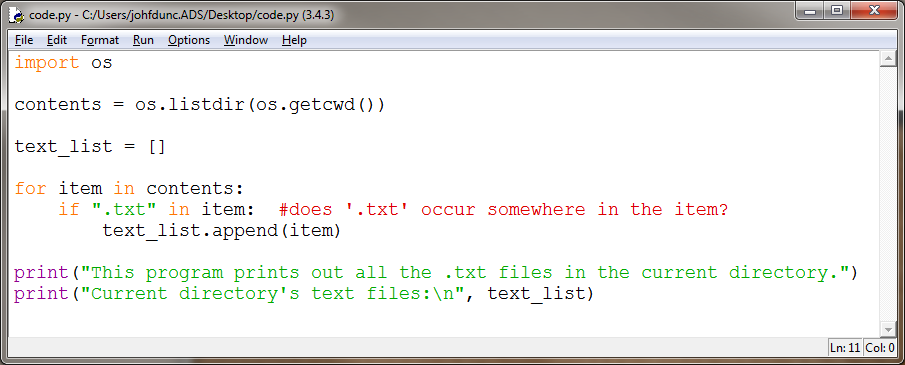 code.py - C:/Users/johfdunc.ADS/Desktop/code.py (3.4.3)
File Edit Format Run Options Window Help
import os
contents = os.listdir(os.getcwd())
text_list = []
for item in contents:
    if ".txt" in item:  #does '.txt' occur somewhere in the item?
        text_list.append(item)
print("This program prints out all the .txt files in the current directory.")
print("Current directory's text files:\n", text_list)
Ln: 11 Col: 0